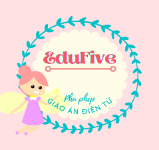 EduFive
Phù phép
GIÁO ÁN ĐIỆN TỬ